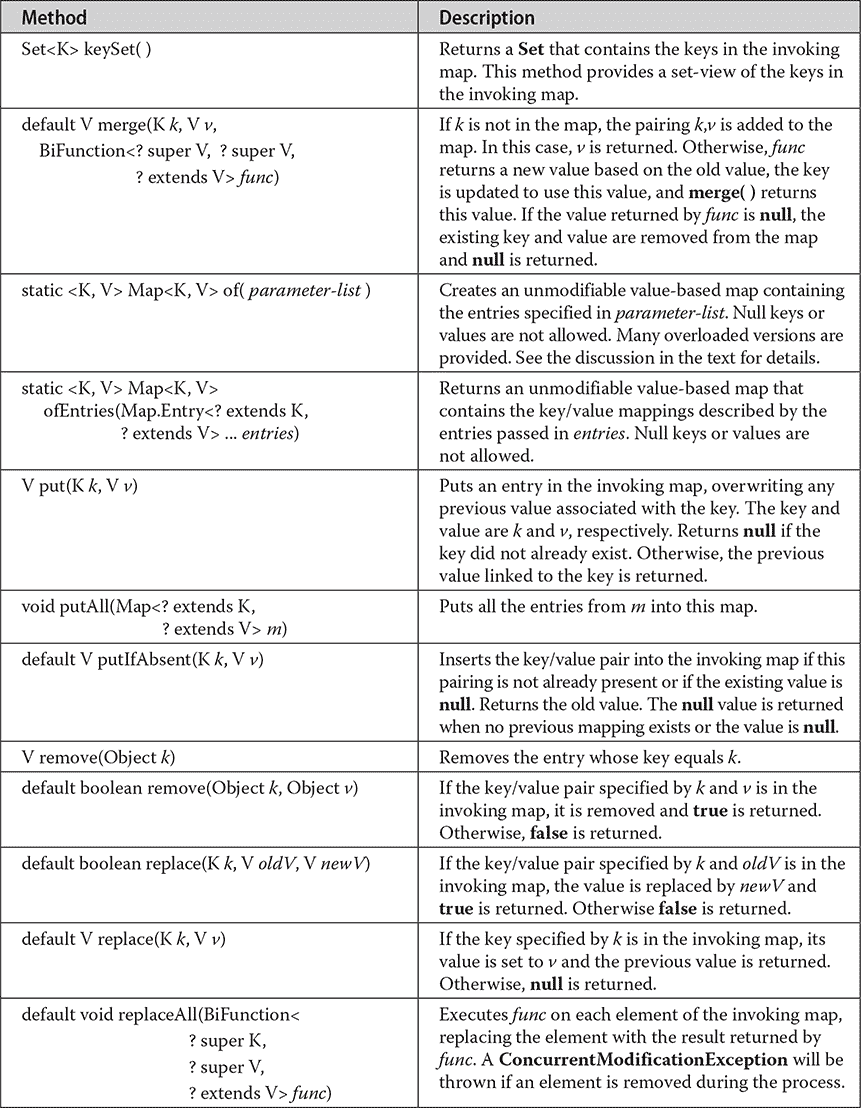 Method Description
Set<K> keySet( ) Returns a Set that contains the keys in the invoking
map. This method provides a set-view of the keys in
the invoking map.
default V merge(K k, V v, If k is not in the map, the pairing k,v is added to the
BiFunction<? super V, ? super V, map. In this case, v is returned. Otherwise, func
? extends V> func) returns a new value based on the old value, the key
is updated to use this value, and merge( ) returns
this value. If the value returned by func is null, the
existing key and value are removed from the map
and null is returned.
static <K, V> Map<K, V> of( parameter-list ) Creates an unmodifiable value-based map containing
the entries specified in parameter-list. Null keys or
values are not allowed. Many overloaded versions are
provided. See the discussion in the text for details.
static <K, V> Map<K, V> Returns an unmodifiable value-based map that
ofEntries(Map.Entry<? extends K, contains the key/value mappings described by the
? extends V> ... entries) entries passed in entries. Null keys or values are
not allowed.
V put(K k, V v) Puts an entry in the invoking map, overwriting any
previous value associated with the key. The key and
value are k and v, respectively. Returns null if the
key did not already exist. Otherwise, the previous
value linked to the key is returned.
void putAll(Map<? extends K, Puts all the entries from m into this map.
? extends V> m)
default V putIfAbsent(K k, V v) Inserts the key/value pair into the invoking map if this
pairing is not already present or if the existing value is
null. Returns the old value. The null value is returned
when no previous mapping exists or the value is null.
V remove(Object k) Removes the entry whose key equals k.
default boolean remove(Object k, Object v) If the key/value pair specified by k and v is in the
invoking map, it is removed and true is returned.
Otherwise, false is returned.
default boolean replace(K k, V oldV, V newV) If the key/value pair specified by k and oldV is in the
invoking map, the value is replaced by newV and
true is returned. Otherwise false is returned.
default V replace(K k, V v) If the key specified by k is in the invoking map, its
value is set to v and the previous value is returned.
Otherwise, null is returned.
default void replaceAll(BiFunction< Executes func on each element of the invoking map,
? super K, replacing the element with the result returned by
? super V, func. A ConcurrentModificationException will be
? extends V> func) thrown if an element is removed during the process.